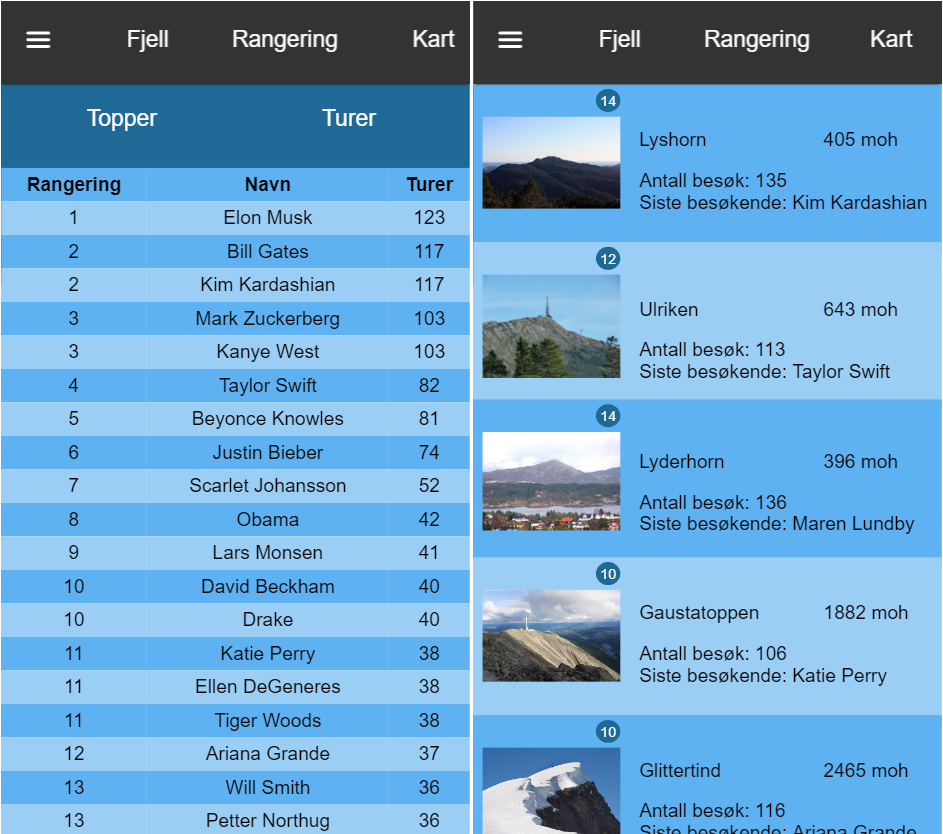 Fjell Rangering Kart
Topper Turer
Rangering Navn Turer
1 Elon Musk 123
2 Bill Gates 117
2 Kim Kardashian 117
3 Mark Zuckerberg 103
3 Kanye West 103
4 Taylor Swift 82
5 Beyonce Knowles 81
6 Justin Bieber 74
7 Scarlet Johansson 52
8 Obama 42
9 Lars Monsen 41
10 David Beckham 40
10 Drake 40
11 Katie Perry 38
11 Ellen DeGeneres 38
11 Tiger Woods 38
12 Ariana Grande 37
13 Will Smith 36
13 Petter Northug 36
Fjell Rangering Kart
14
Lyshorn 405 moh
Antall besøk: 135
Siste besøkende: Kim Kardashian
12
Ulriken 643 moh
Antall besøk: 113
Siste besøkende: Taylor Swift
14
Lyderhorn 396 moh
Antall besøk: 136
Siste besøkende: Maren Lundby
10
Gaustatoppen 1882 moh
Antall besøk: 106
Siste besøkende: Katie Perry
10
Glittertind 2465 moh
Antall besøk: 116
Siste besøkende: Ariana Grande